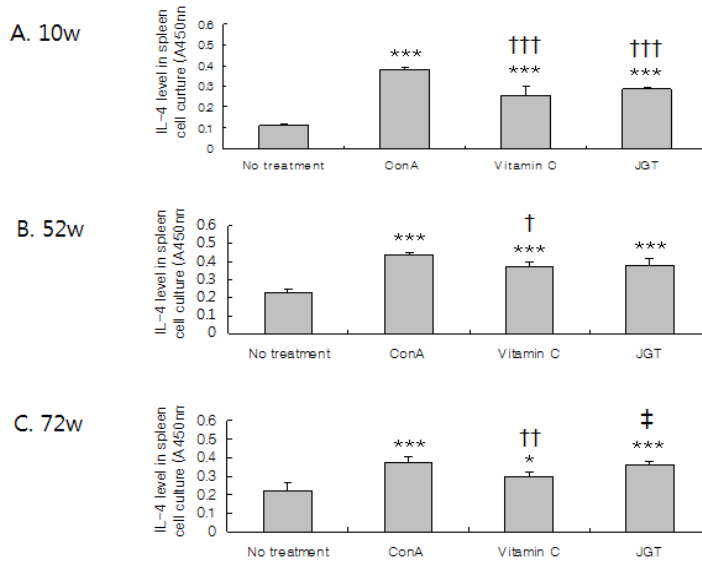 A. 10w
IL-4 level in spleen
cell curture (A450nm
0.6
0.5
0.4
0.3
0.2
0.1
0
***
†††
***
†††
***
No treatment ConA Vitamin C JGT
B. 52w
IL-4 level in spleen
cell culture (A450nm
0.6
0.5
0.4
0.3
0.2
0.1
0
***
†
***
***
No treatment ConA Vitamin C JGT
C. 72w
IL-4 level in spleen
cell culture (A450nm
0.6
0.5
0.4
0.3
0.2
0.1
0
***
††
*
‡
***
No treatment ConA Vitamin C JGT